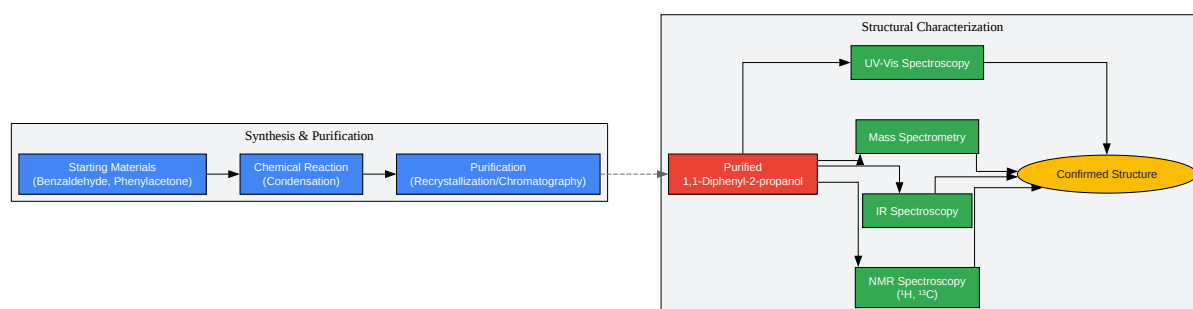 Structural Characterization
UV-Vis Spectroscopy
Synthesis & Purification
Mass Spectrometry
Starting Materials
(Benzaldehyde, Phenylacetone)
Chemical Reaction
(Condensation)
Purification
(Recrystallization/Chromatography)
Purified
1,1-Diphenyl-2-propanol
Confirmed Structure
IR Spectroscopy
NMR Spectroscopy
(¹H, ¹³C)